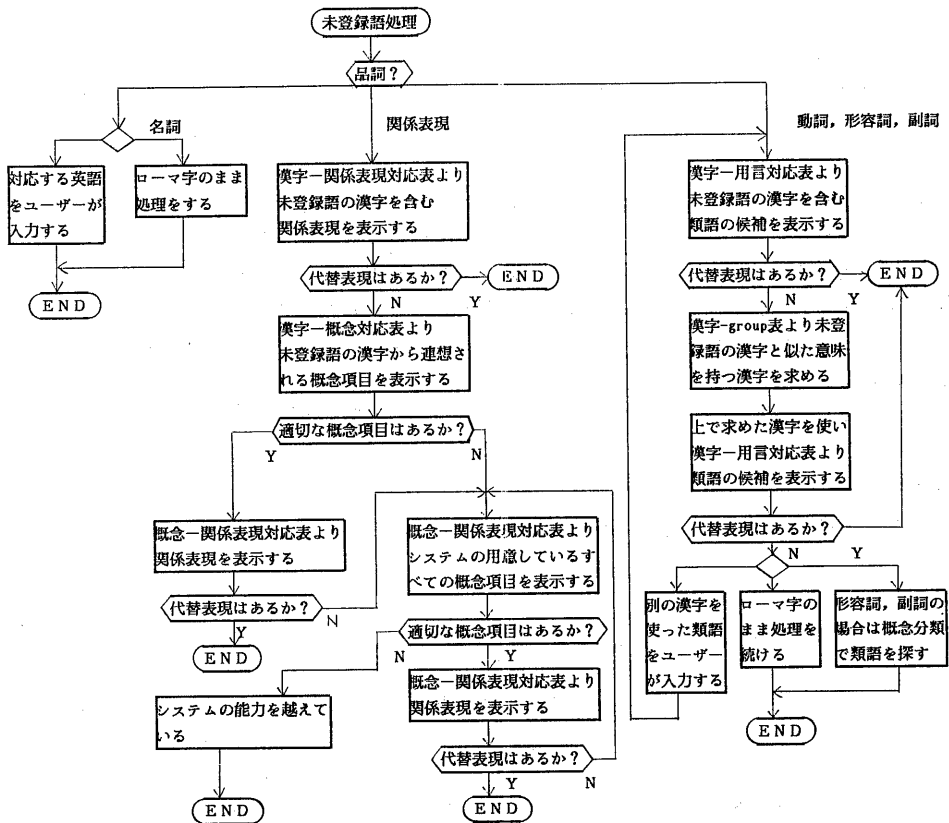 未登録語処理
品詞？
名詞
関係表現
動詞，形容詞，副詞
対応する英語
をユーザーが
入力する
ローマ字のまま
処理をする
END
漢字－関係表現対応表より
未登録語の漢字を含む
関係表現を表示する
代替表現はあるか？
END
N
Y
漢字－概念対応表より
未登録語の漢字から連想さ
れる概念項目を表示する
適切な概念項目はあるか？
Y
N
概念－関係表現対応表より
関係表現を表示する
代替表現はあるか？
N
Y
END
概念－関係表現対応表より
システムの用意しているす
べての概念項目を表示する
適切な概念項目はあるか？
N
Y
システムの能力を越えて
いる
END
概念－関係表現対応表より
関係表現を表示する
代替表現はあるか？
Y
N
END
漢字－用言対応表より
未登録語の漢字を含む
類語の候補を表示する
代替表現はあるか？
END
N
Y
漢字-group表より未登
録語の漢字と似た意味
を持つ漢字を求める
上で求めた漢字を使い
漢字－用言対応表より
類語の候補を表示する
代替表現はあるか？
N
Y
別の漢字を
使った類語
をユーザー
が入力する
ローマ字の
まま処理を
続ける
形容詞，副詞の
場合は概念分類
で類語を探す
END